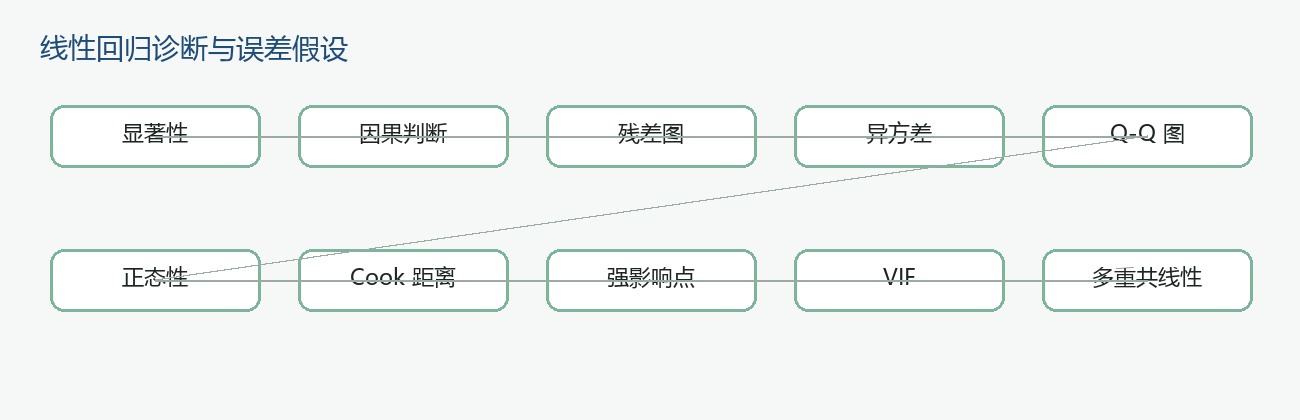 线性回归诊断与误差假设
显著性
因果判断
残差图
异方差
Q-Q 图
正态性
Cook 距离
强影响点
VIF
多重共线性